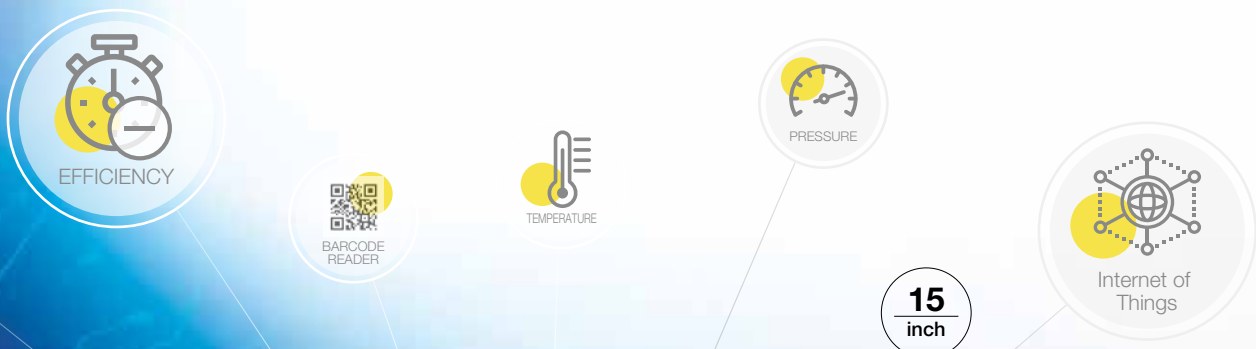 EFFICIENCY
BARCODE
READER
TEMPERATURE
PRESSURE
Internet of
Things
15
inch